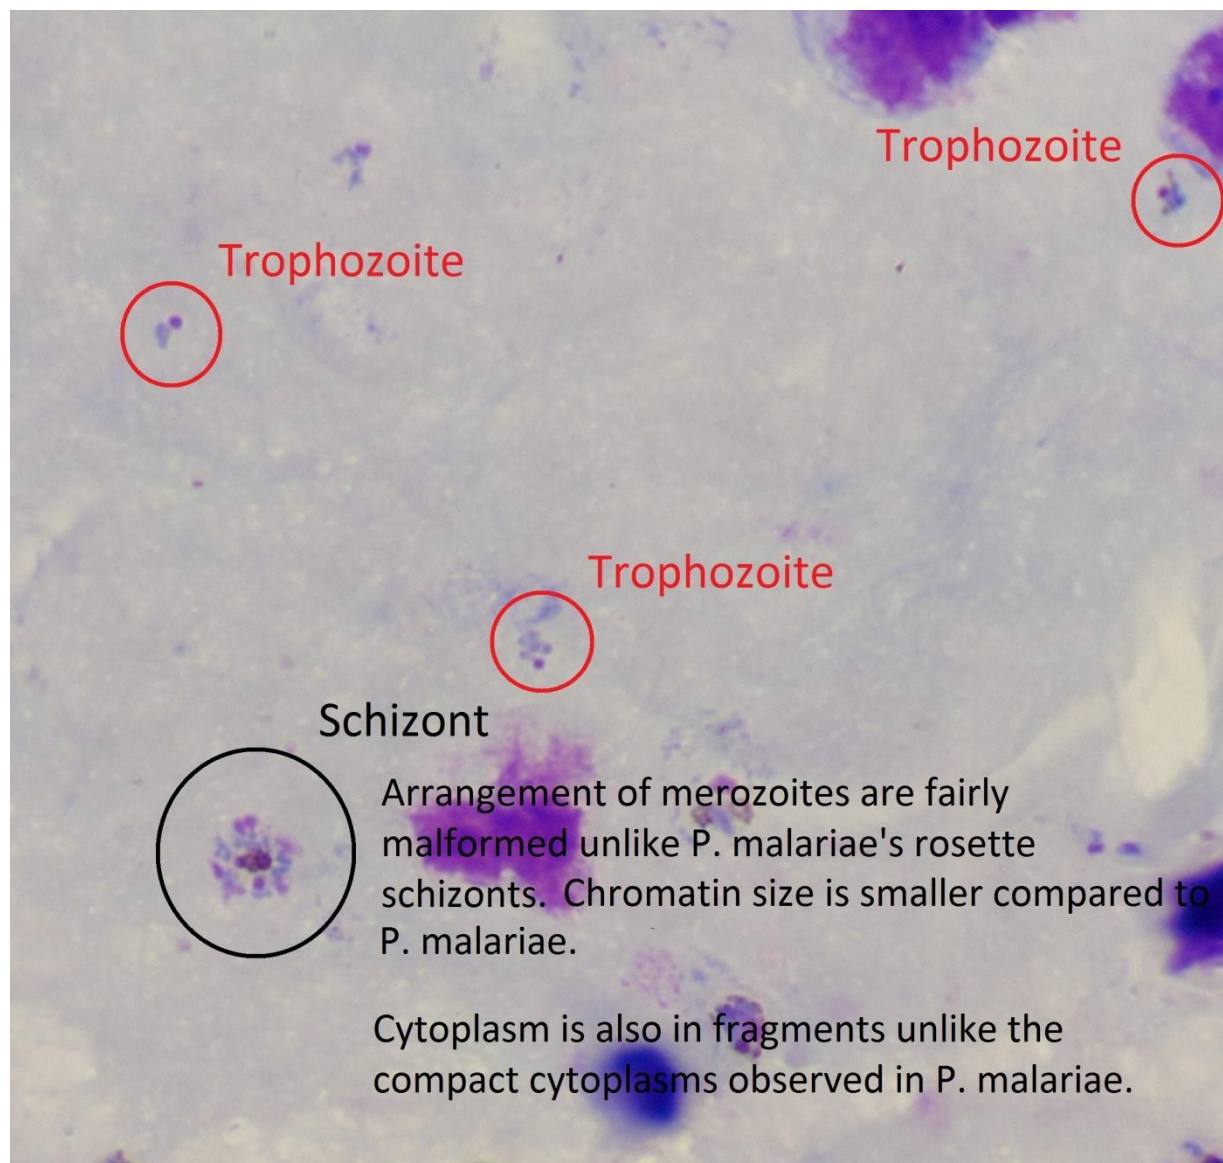 Trophozoite
Trophozoite
Trophozoite
Schizont
Arrangement of merozoites are fairly
malformed unlike P. malariae's rosette
schizonts. Chromatin size is smaller compared to
P. malariae.
Cytoplasm is also in fragments unlike the
compact cytoplasms observed in P. malariae.